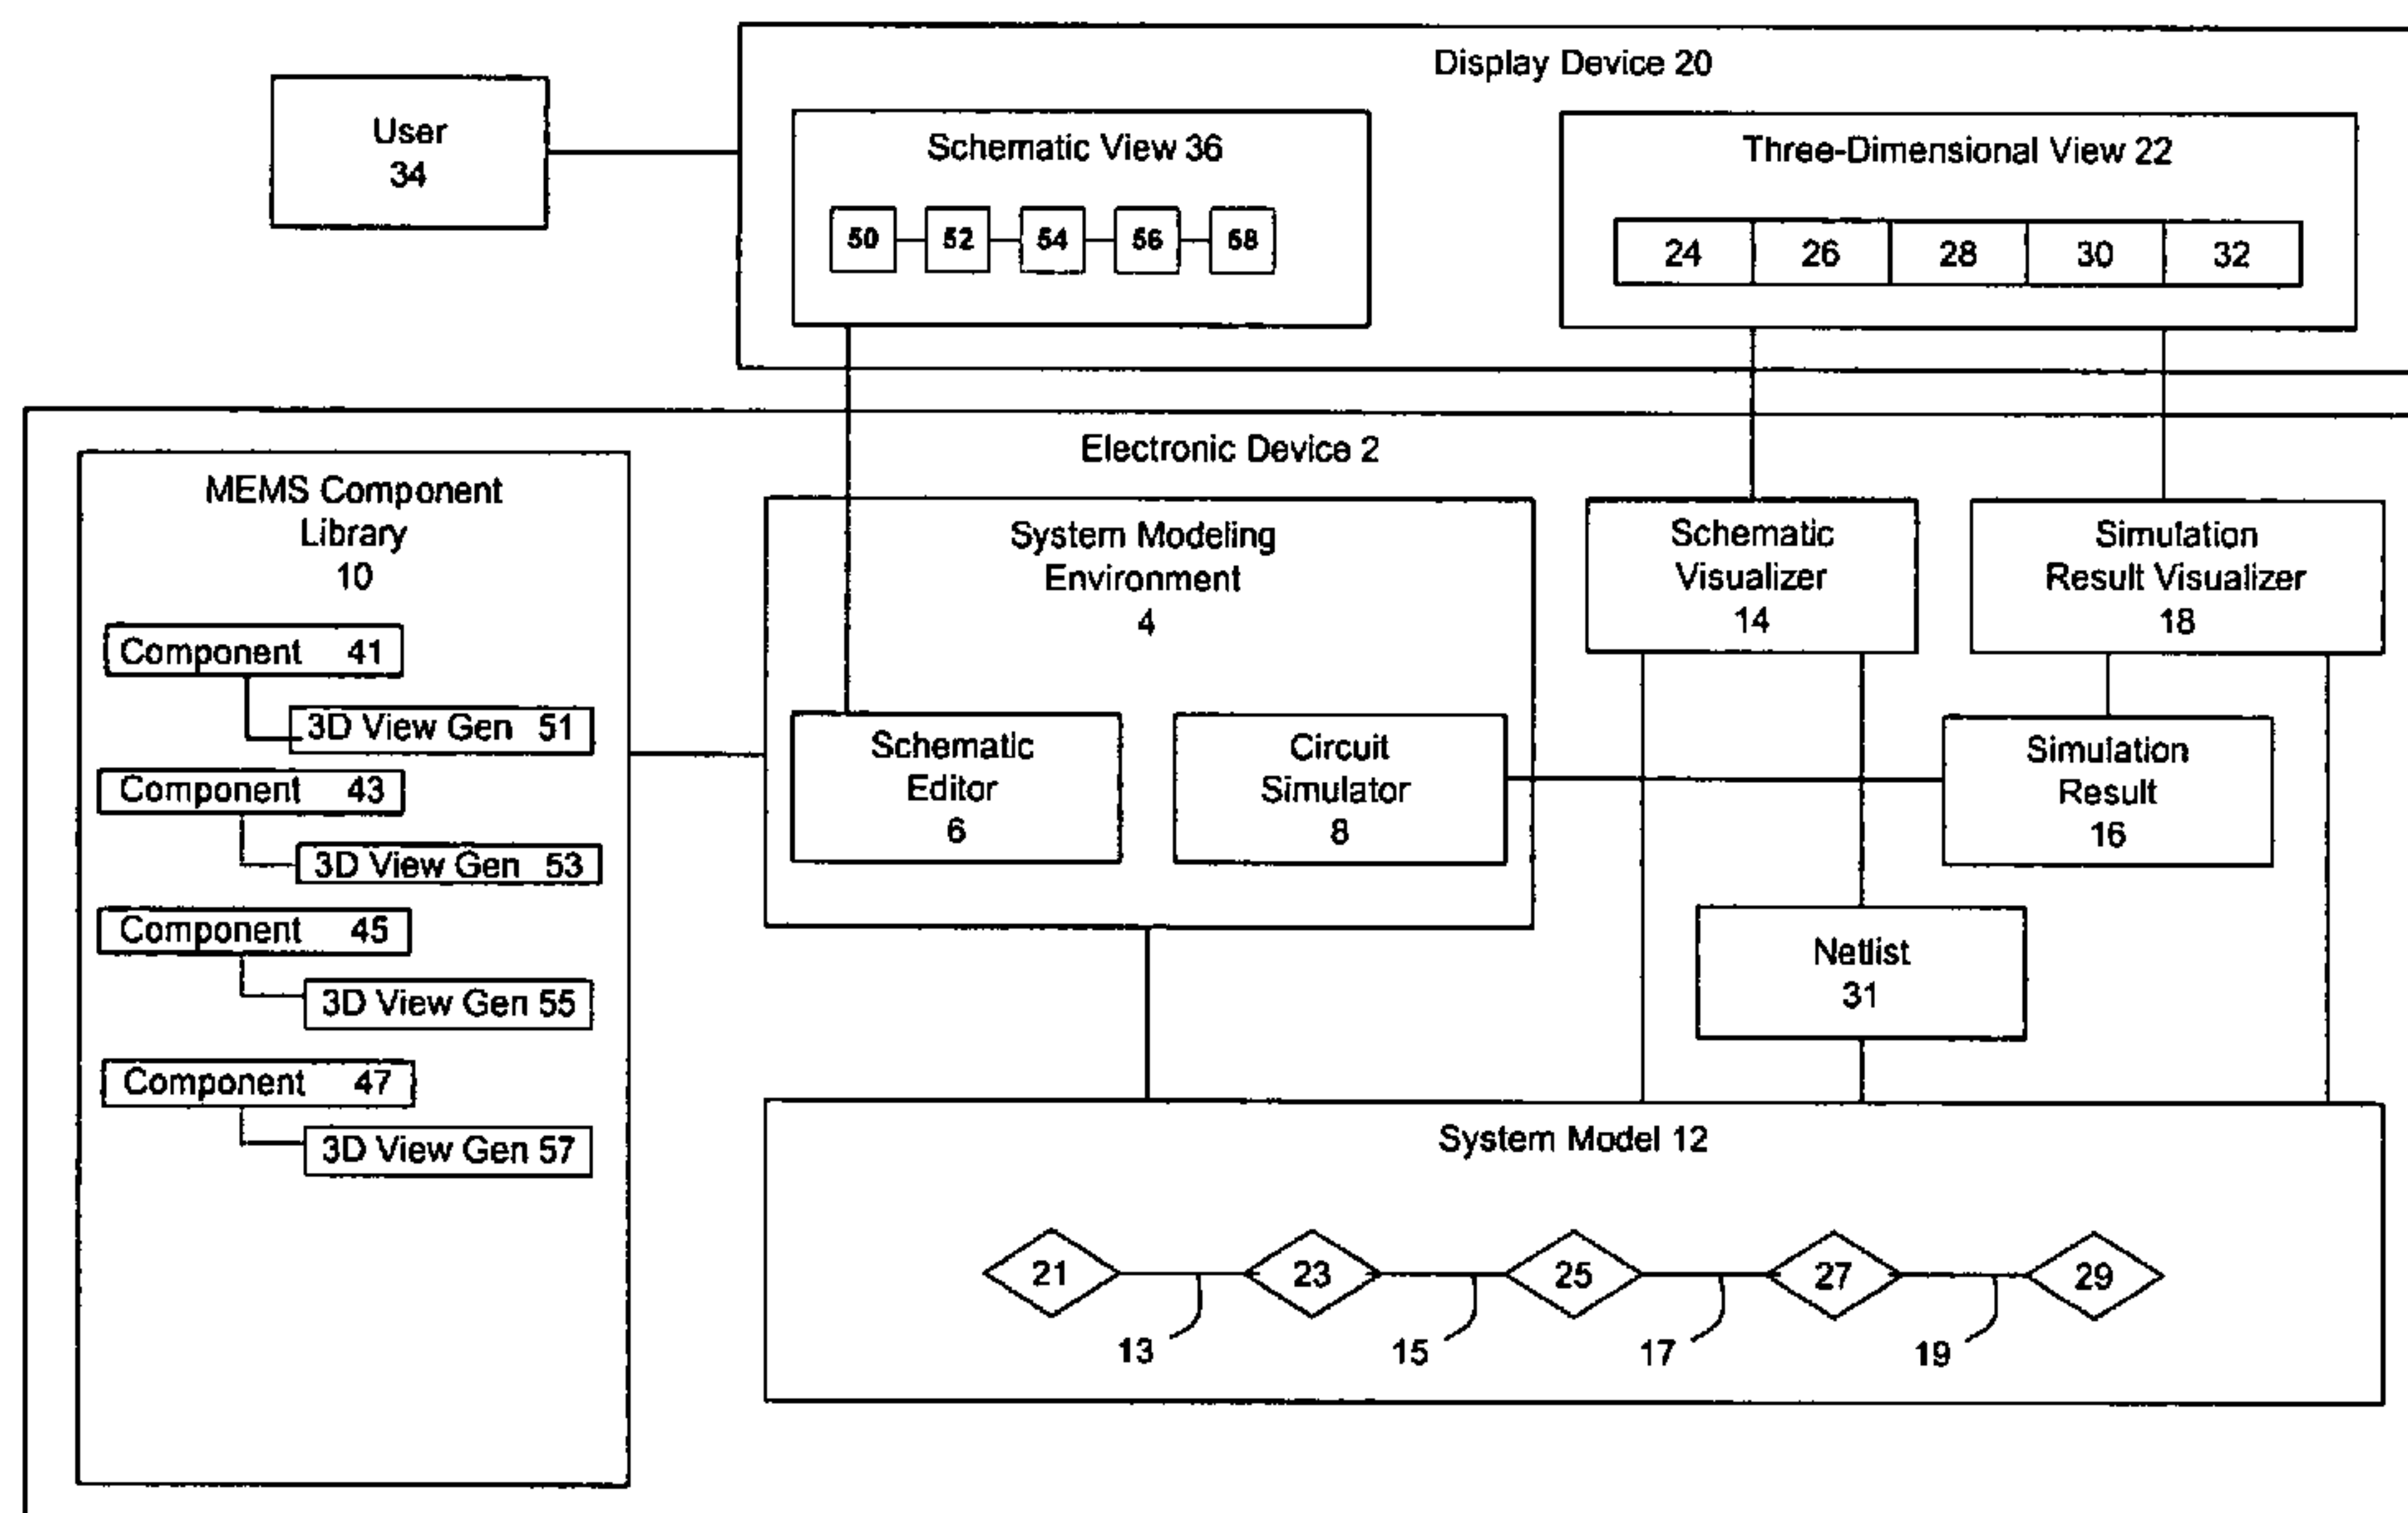 Display Device 20
User
34
Schematic View 36
50 52 54 56 58
Three-Dimensional View 22
24 26 28 30 32
Electronic Device 2
MEMS Component
Library
10
Component 41
3D View Gen 51
Component 43
3D View Gen 53
Component 45
3D View Gen 55
Component 47
3D View Gen 57
System Modeling
Environment
4
Schematic
Editor
6
Circuit
Simulator
8
Schematic
Visualizer
14
Simulation
Result Visualizer
18
Simulation
Result
16
Netlist
31
System Model 12
21 23 25 27 29
13 15 17 19